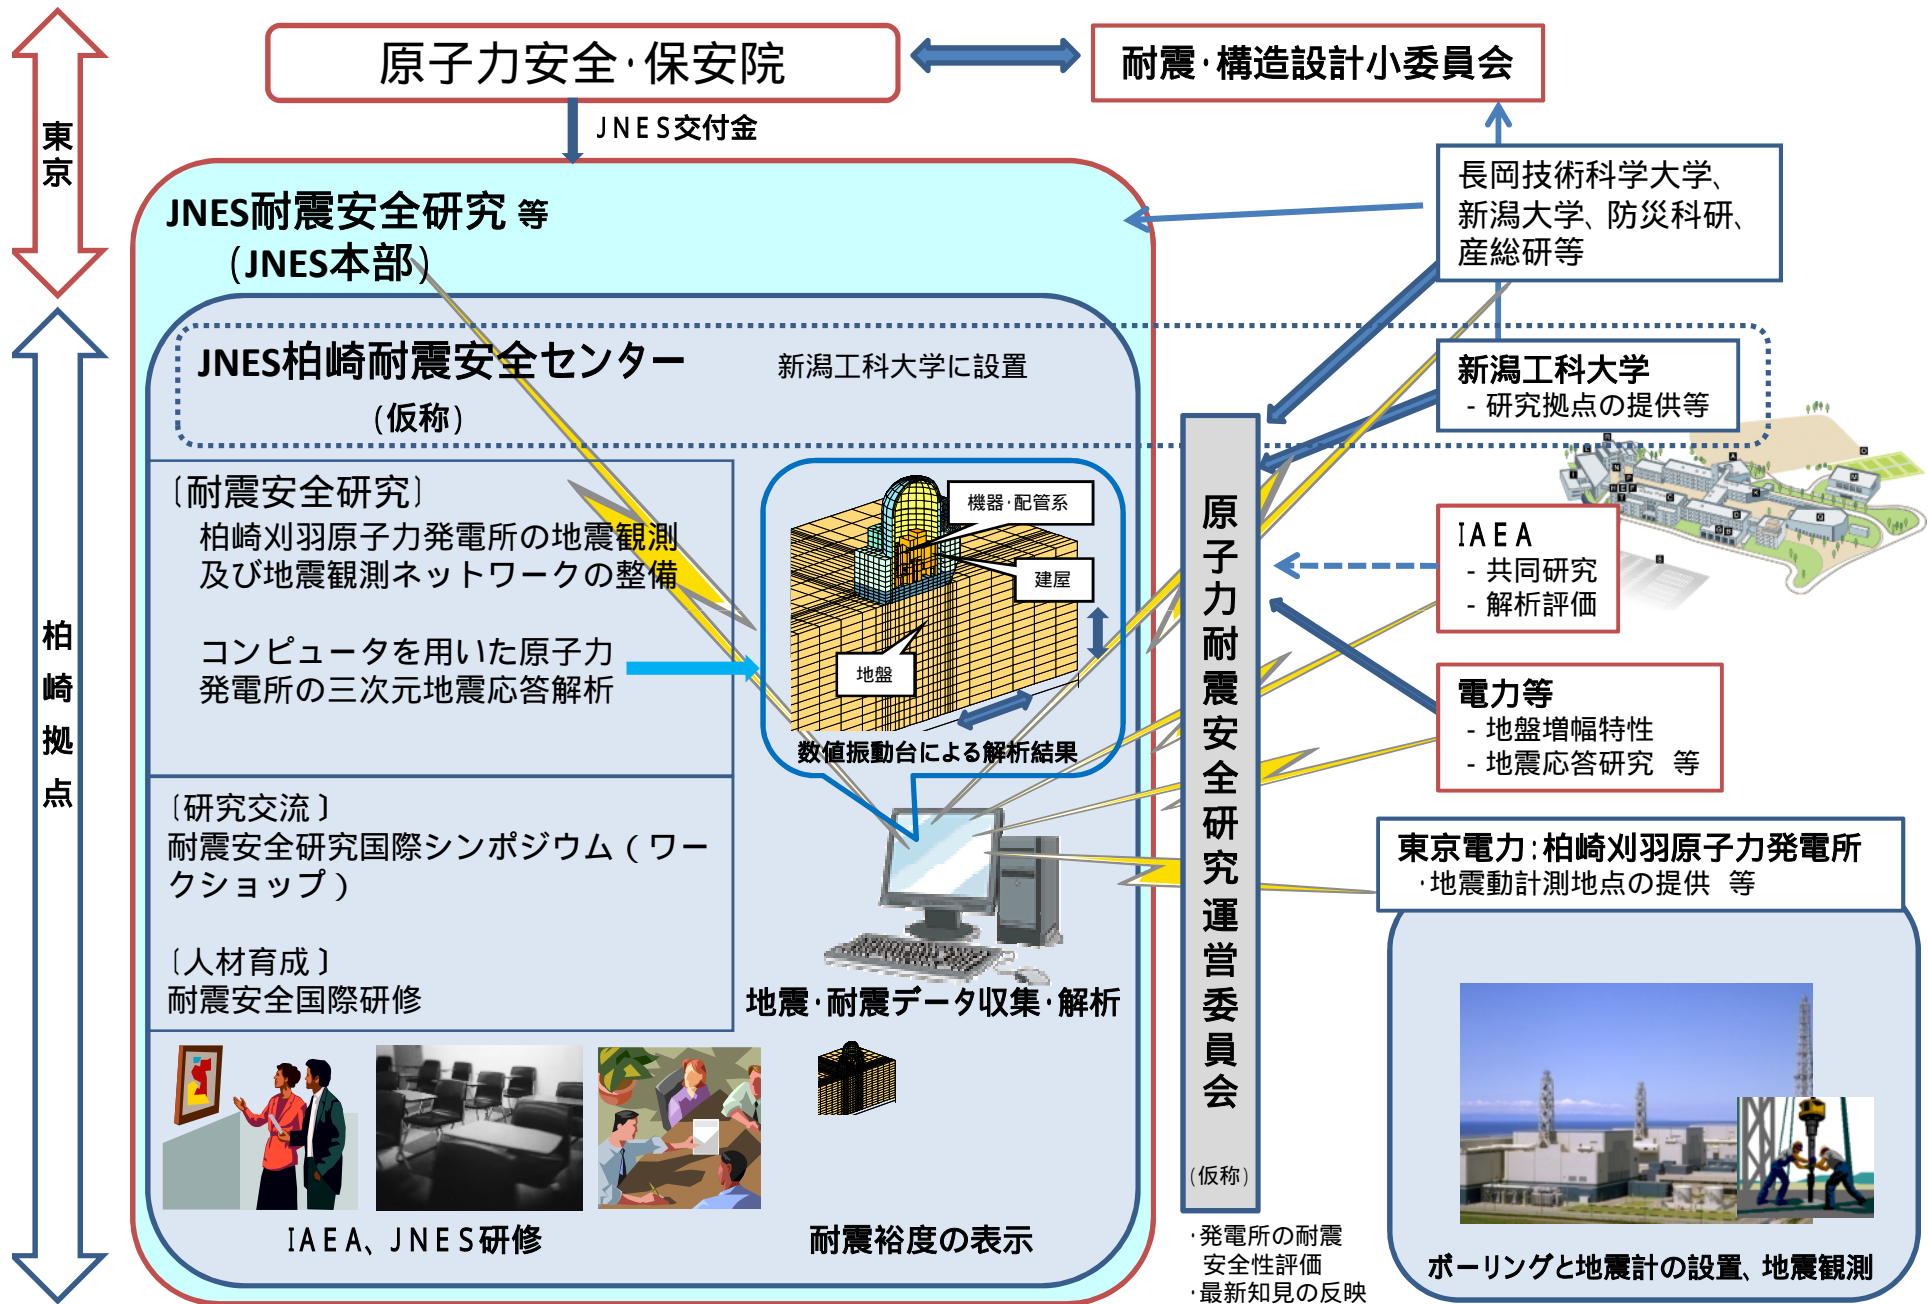 原子力安全・保安院
耐震・構造設計小委員会
JNES交付金
東京
JNES耐震安全研究 等
(JNES本部)
長岡技術科学大学、
新潟大学、防災科研、
産総研等
JNES柏崎耐震安全センター
新潟工科大学に設置
(仮称)
新潟工科大学
- 研究拠点の提供等
柏崎拠点
〔耐震安全研究〕
柏崎刈羽原子力発電所の地震観測
及び地震観測ネットワークの整備
コンピュータを用いた原子力
発電所の三次元地震応答解析
機器・配管系
建屋
地盤
数値振動台による解析結果
原子力耐震安全研究運営委員会
(仮称)
IAEA
- 共同研究
- 解析評価
電力等
- 地盤増幅特性
- 地震応答研究 等
〔研究交流〕
耐震安全研究国際シンポジウム(ワー
クショップ)
〔人材育成〕
耐震安全国際研修
地震・耐震データ収集・解析
東京電力:柏崎刈羽原子力発電所
・地震動計測地点の提供 等
IAEA、JNES研修
耐震裕度の表示
・発電所の耐震
安全性評価
・最新知見の反映
ボーリングと地震計の設置、地震観測